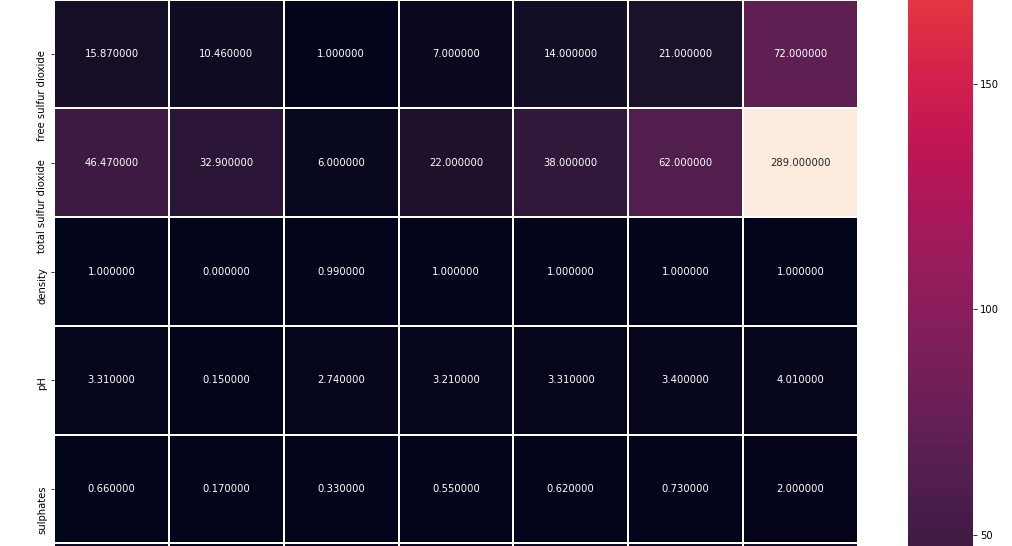 free sulfur dioxide 15.870000 10.460000 1.000000 7.000000 14.000000 21.000000 72.000000
total sulfur dioxide 46.470000 32.900000 6.000000 22.000000 38.000000 62.000000 289.000000
density 1.000000 0.000000 0.990000 1.000000 1.000000 1.000000 1.000000
pH 3.310000 0.150000 2.740000 3.210000 3.310000 3.400000 4.010000
sulphates 0.660000 0.170000 0.330000 0.550000 0.620000 0.730000 2.000000
150
100
50